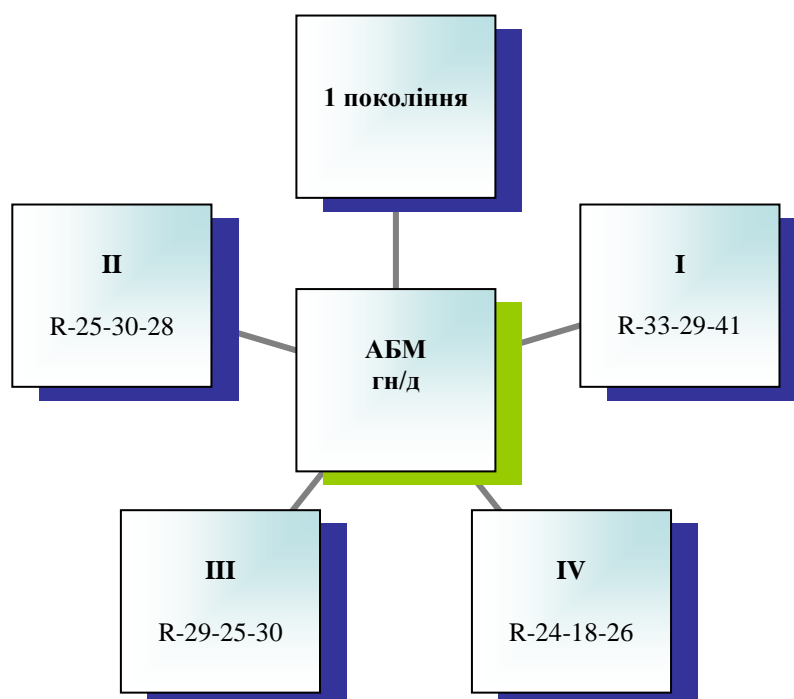 1 покоління
II
R-25-30-28
I
R-33-29-41
АБМ
гн/д
III
R-29-25-30
IV
R-24-18-26